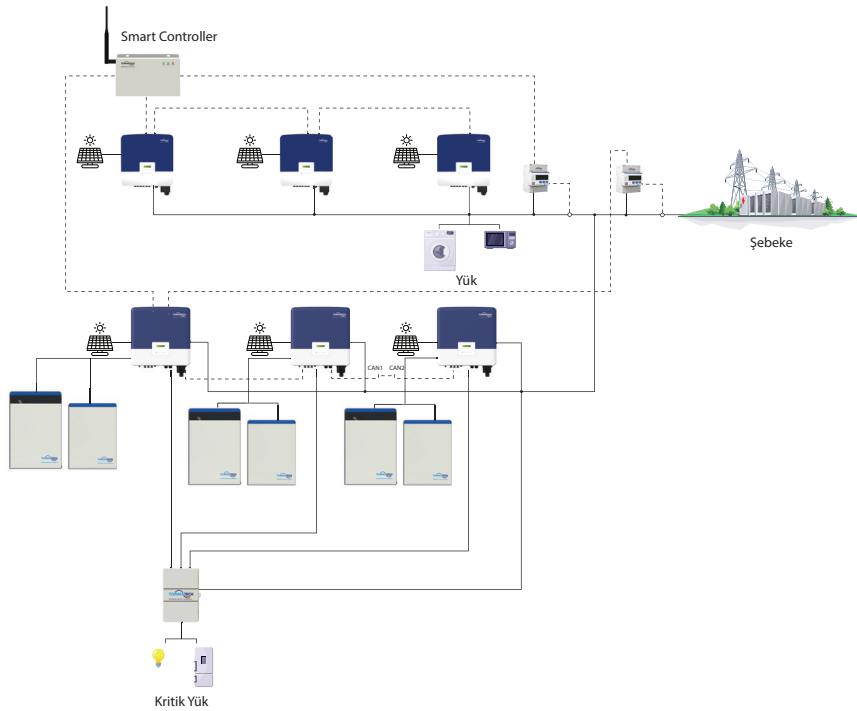 Smart Controller
Şebeke
Yük
CAN1
CAN2
Kritik Yük